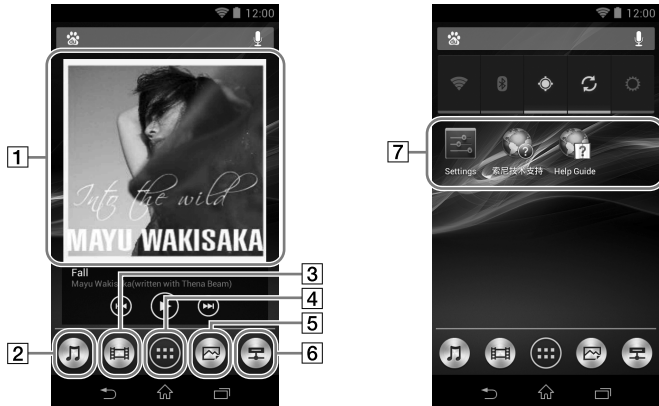 12:00
1
Into the wild
MAYU WAKISAKA
Fall
Mayu Wakisaka(written with Thena Beam)
3
4
5
2
6
12:00
7
Settings
索尼技术支持
Help Guide